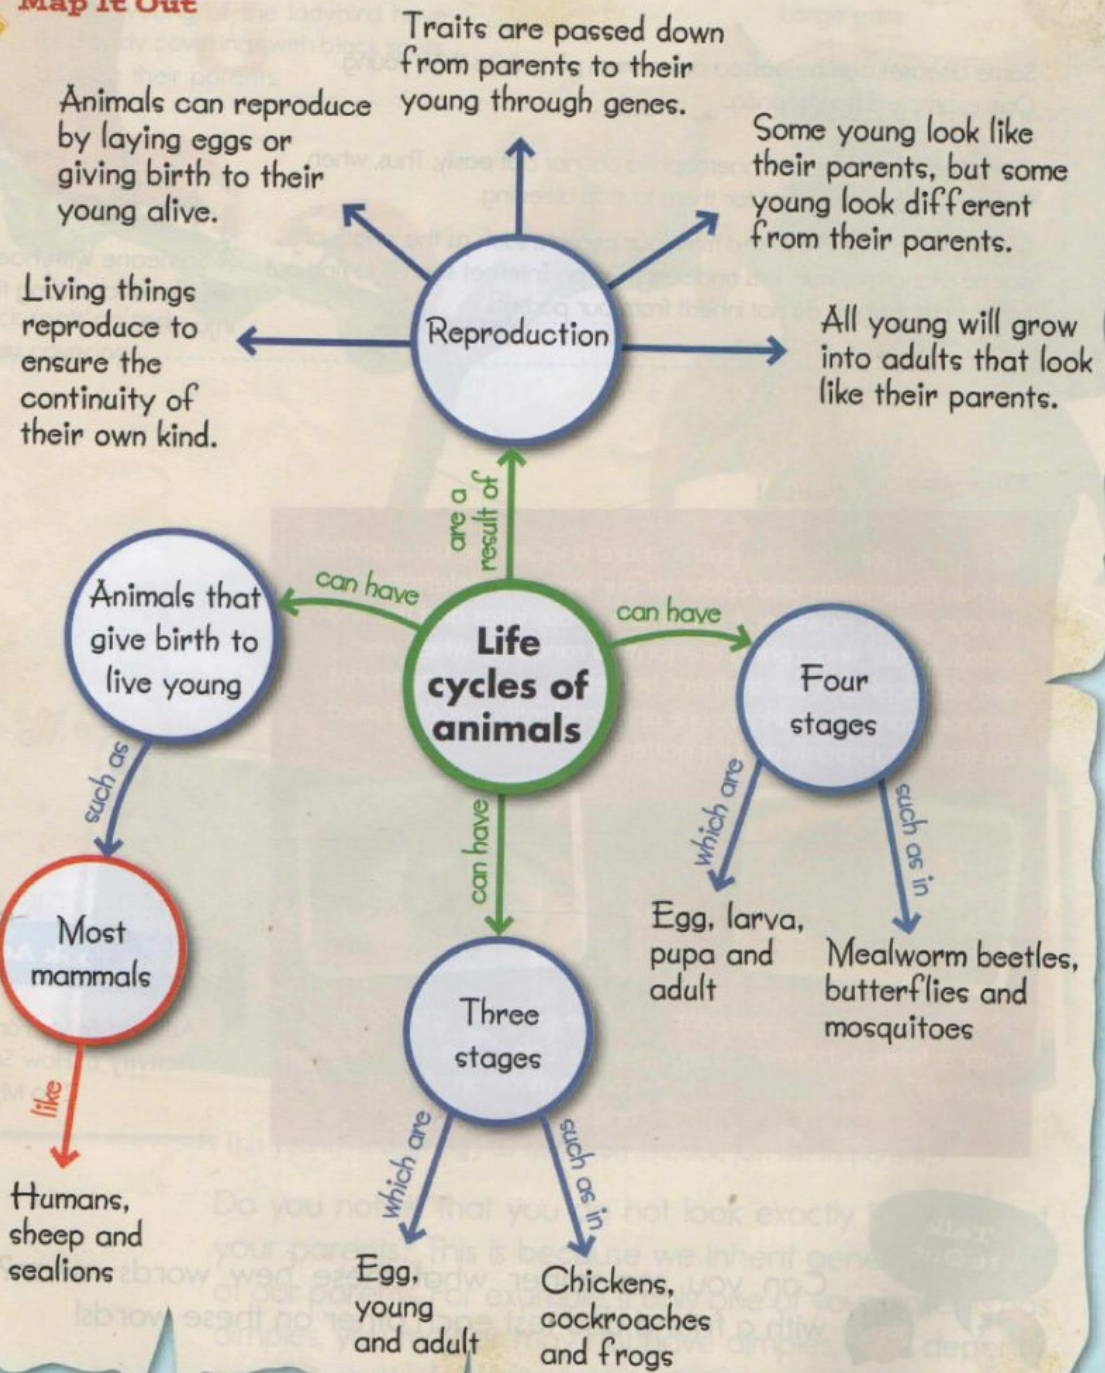 Map It Out
Traits are passed down
from parents to their
young through genes.
Animals can reproduce
by laying eggs or
giving birth to their
young alive.
Some young look like
their parents, but some
young look different
from their parents.
Living things
reproduce to
ensure the
continuity of
their own kind.
Reproduction
All young will grow
into adults that look
like their parents.
are a
result of
Animals that
give birth to
live young
can have
Life
cycles of
animals
can have
Four
stages
such as
can have
which are
such as in
Most
mammals
Egg, larva,
pupa and
adult
Mealworm beetles,
butterflies and
mosquitoes
Three
stages
like
which are
such as in
Humans,
sheep and
sealions
Egg,
young
and adult
Chickens,
cockroaches
and frogs